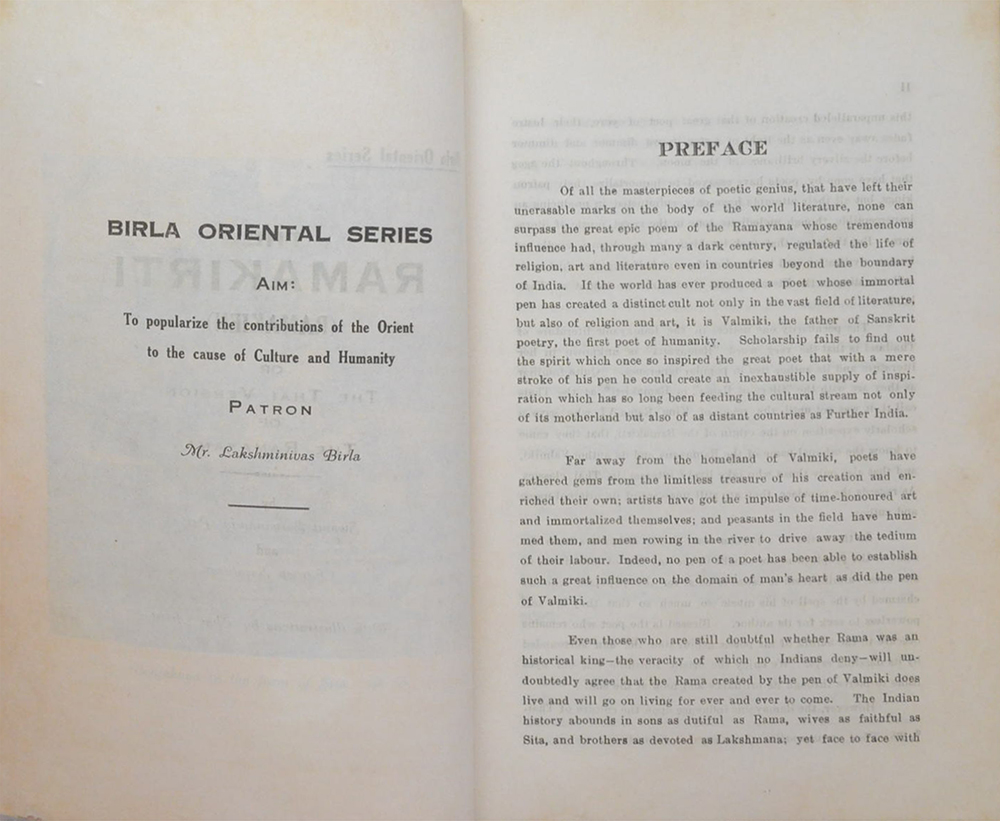 BIRLA ORIENTAL SERIES
AIM:
To popularize the contributions of the Orient
to the cause of Culture and Humanity
PATRON
Mr. Lakshminivas Birla
PREFACE
Of all the masterpieces of poetic genius, that have left their
unerasable marks on the body of the world literature, none can
surpass the great epic poem of the Ramayana whose tremendous
influence had, through many a dark century, regulated the life of
religion, art and literature even in countries beyond the boundary
of India. If the world has ever produced a poet whose immortal
pen has created a distinct cult not only in the vast field of literature,
but also of religion and art, it is Valmiki, the father of Sanskrit
poetry, the first poet of humanity. Scholarship fails to find out
the spirit which once so inspired the great poet that with a mere
stroke of his pen he could create an inexhaustible supply of inspi-
ration which has so long been feeding the cultural stream not only
of its motherland but also of as distant countries as Further India.
Far away from the homeland of Valmiki, poets have
gathered gems from the limitless treasure of his creation and en-
riched their own; artists have got the impulse of time-honoured art
and immortalized themselves; and peasants in the field have hum-
med them, and men rowing in the river to drive away the tedium
of their labour. Indeed, no pen of a poet has been able to establish
such a great influence on the domain of man's heart as did the pen
of Valmiki.
Even those who are still doubtful whether Rama was an
historical king—the veracity of which no Indians deny—will un-
doubtedly agree that the Rama created by the pen of Valmiki does
live and will go on living for ever and ever to come. The Indian
history abounds in sons as dutiful as Rama, wives as faithful as
Sita, and brothers as devoted as Lakshmana; yet face to face with